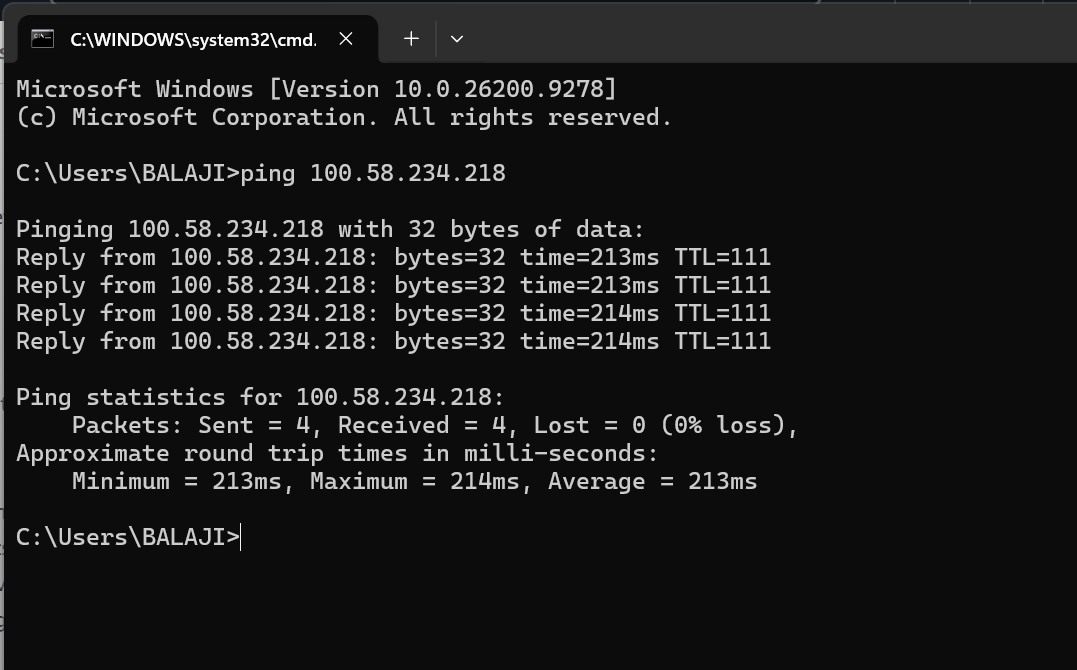 C:\WINDOWS\system32\cmd.
Microsoft Windows [Version 10.0.26200.9278]
(c) Microsoft Corporation. All rights reserved.
C:\Users\BALAJI>ping 100.58.234.218
Pinging 100.58.234.218 with 32 bytes of data:
Reply from 100.58.234.218: bytes=32 time=213ms TTL=111
Reply from 100.58.234.218: bytes=32 time=213ms TTL=111
Reply from 100.58.234.218: bytes=32 time=214ms TTL=111
Reply from 100.58.234.218: bytes=32 time=214ms TTL=111
Ping statistics for 100.58.234.218:
    Packets: Sent = 4, Received = 4, Lost = 0 (0% loss),
Approximate round trip times in milli-seconds:
    Minimum = 213ms, Maximum = 214ms, Average = 213ms
C:\Users\BALAJI>